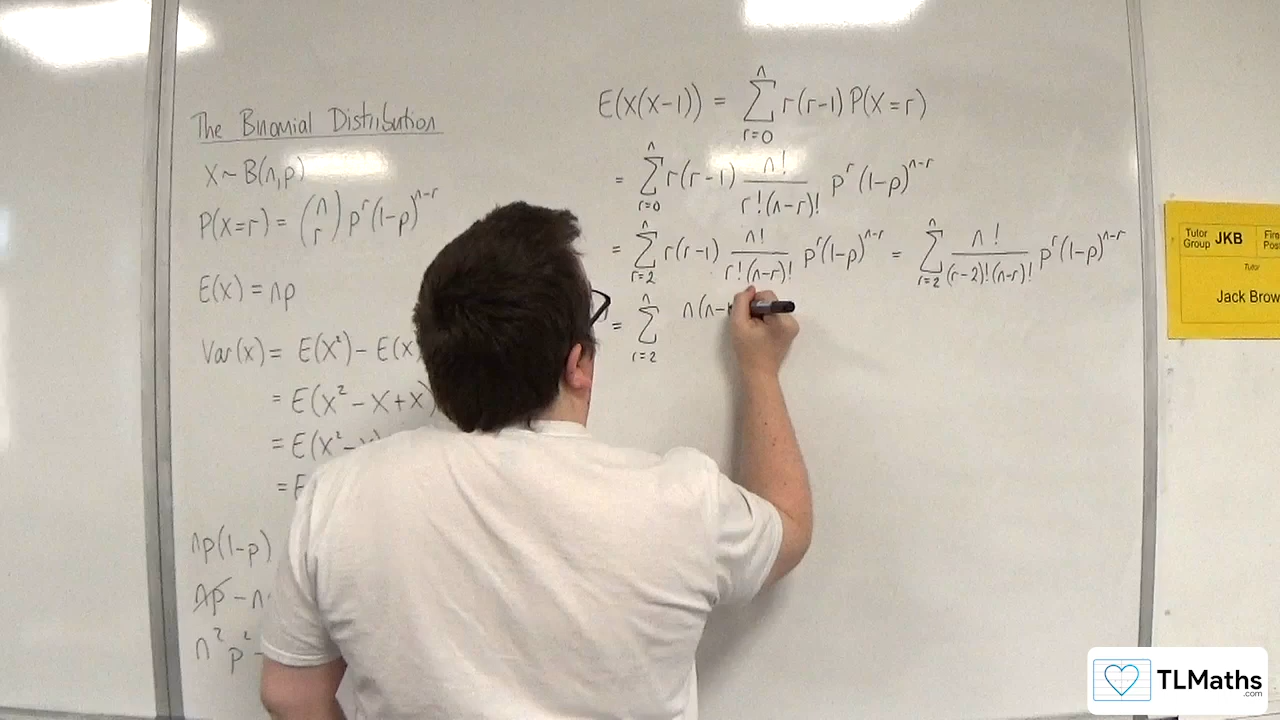 The Binomial Distribution
X ~ B(n,p)
P(X=r) = (n r) p^r (1-p)^{n-r}
E(X) = np
Var(X) = E(X²) - E(X)
= E(X² - X + X)
= E(X² - X)
= E
np(1-p)
np - n
n² p² -
E(X(X-1)) = Σ_{r=0}^{n} r(r-1) P(X=r)
= Σ_{r=0}^{n} r(r-1) n!/(r!(n-r)!) p^r (1-p)^{n-r}
= Σ_{r=2}^{n} r(r-1) n!/(r!(n-r)!) p^r (1-p)^{n-r} = Σ_{r=2}^{n} n!/((r-2)!(n-r)!) p^r (1-p)^{n-r}
= Σ_{r=2}^{n} n(n-
Tutor Group JKB
Tutor
Jack Brow
TLMaths.com